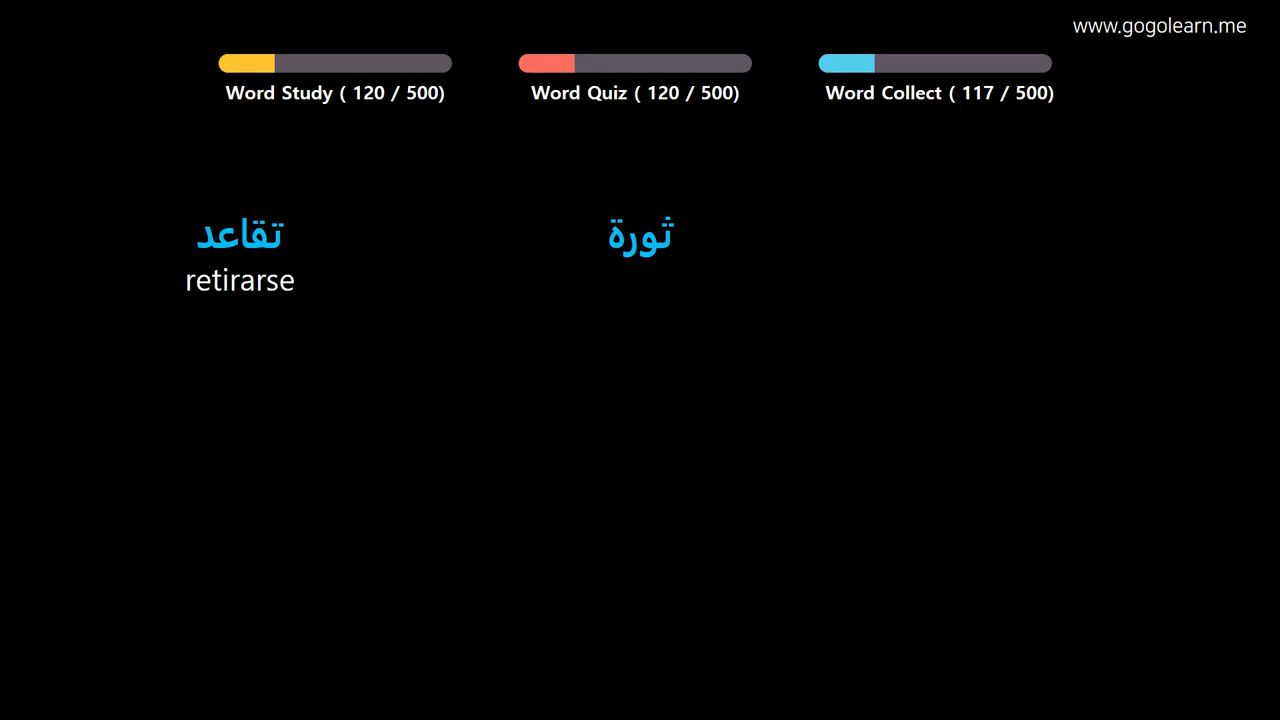 www.gogolearn.me
Word Study ( 120 / 500)
Word Quiz ( 120 / 500)
Word Collect ( 117 / 500)
تقاعد
retirarse
ثورة